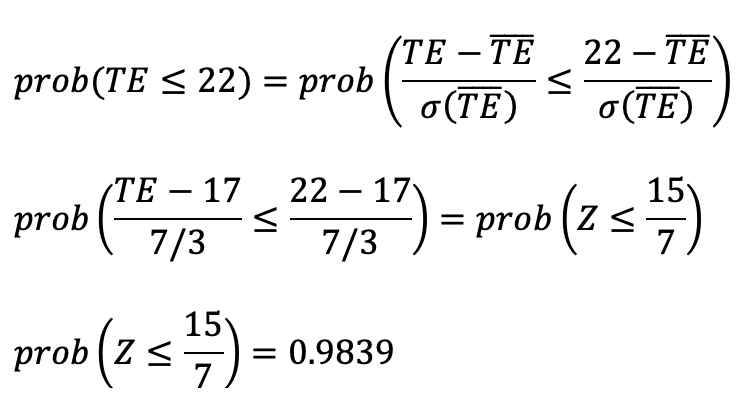 prob(TE ≤ 22) = prob((TE − T̅E̅)/σ(T̅E̅) ≤ (22 − T̅E̅)/σ(T̅E̅))
prob((TE − 17)/(7/3) ≤ (22 − 17)/(7/3)) = prob(Z ≤ 15/7)
prob(Z ≤ 15/7) = 0.9839